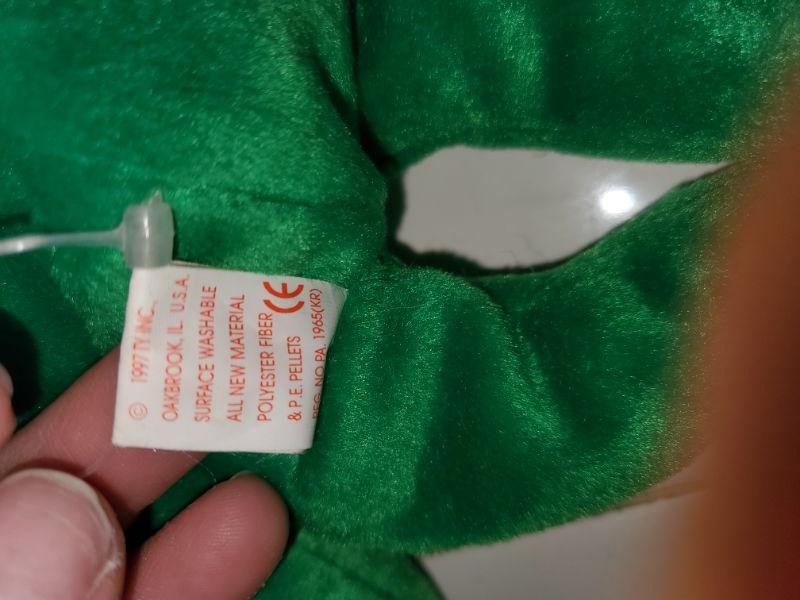 © 1997 TY INC.,
OAKBROOK, IL U.S.A.
SURFACE WASHABLE
ALL NEW MATERIAL
POLYESTER FIBER CE
& P.E. PELLETS
REG. NO PA. 1965(KR)